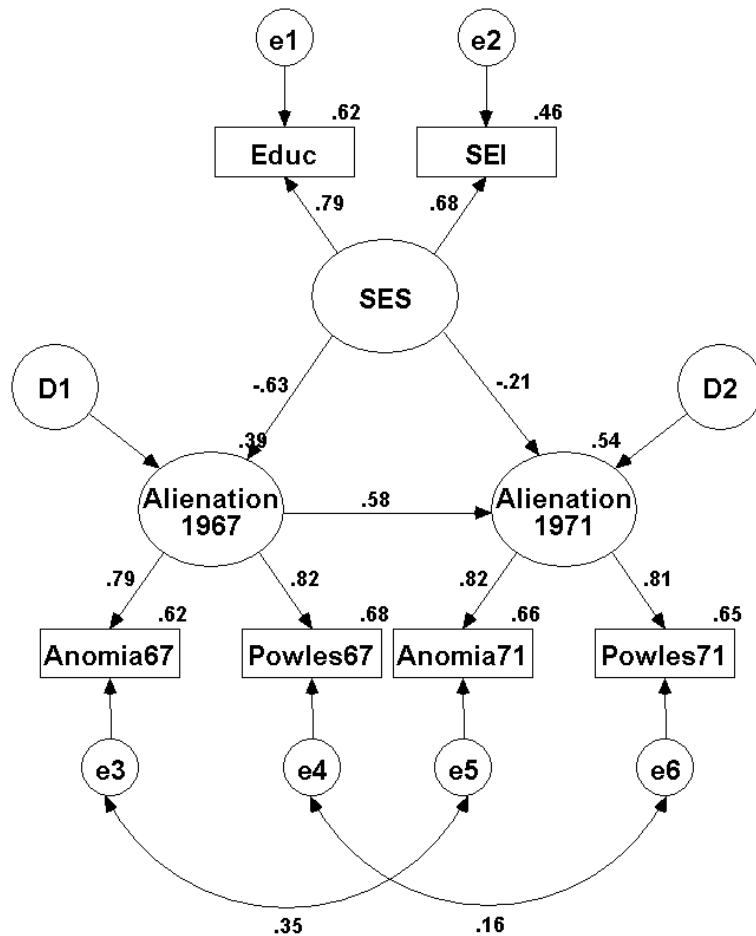 e1
e2
.62
.46
Educ
SEI
.79
.68
SES
D1
D2
-.63
-.21
.39
.54
Alienation
1967
.58
Alienation
1971
.79
.82
.82
.81
.62
.68
.66
.65
Anomia67
Powles67
Anomia71
Powles71
e3
e4
e5
e6
.35
.16